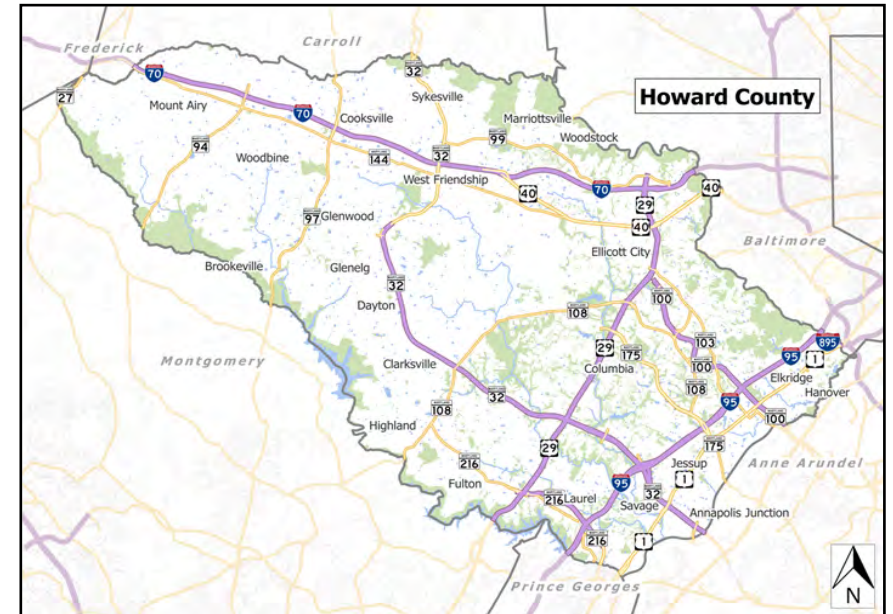 Frederick
Carroll
70
32
27
Mount Airy
Sykesville
Howard County
70
Cooksville
Marriottsville
94
99
Woodstock
32
Woodbine
144
West Friendship
70
40
40
29
97
Glenwood
40
Ellicott City
Baltimore
Brookeville
Glenelg
32
100
Dayton
108
103
895
Montgomery
29
175
95
1
Clarksville
Columbia
100
Elkridge
32
108
Hanover
95
108
100
Highland
29
175
216
Jessup
Anne Arundel
Fulton
95
1
216
Laurel
32
Savage
Annapolis Junction
216
1
N
Prince Georges